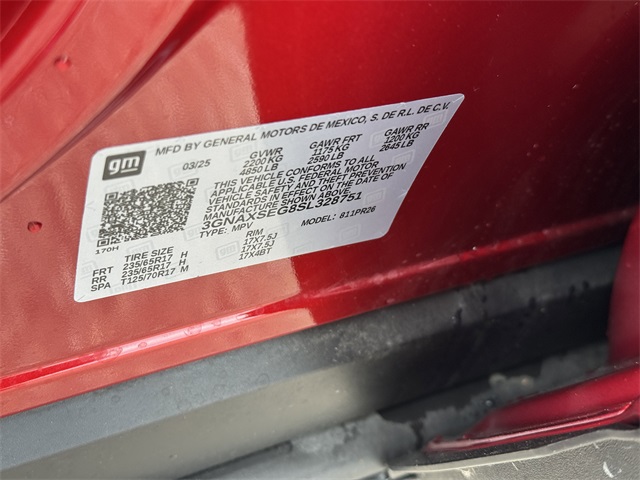 gm
MFD BY GENERAL MOTORS DE MEXICO, S. DE R.L. DE C.V.
03/25 GVWR GAWR FRT GAWR RR
2200 KG 1175 KG 1200 KG
4850 LB 2590 LB 2645 LB
THIS VEHICLE CONFORMS TO ALL
APPLICABLE U.S. FEDERAL MOTOR
VEHICLE SAFETY AND THEFT PREVENTION
STANDARDS IN EFFECT ON THE DATE OF
MANUFACTURE SHOWN ABOVE.
3GNAXSEG8SL328751
TYPE: MPV MODEL: 811PR26
170H
TIRE SIZE RIM
FRT 235/65R17 H 17X7.5J
RR 235/65R17 H 17X7.5J
SPA T125/70R17 M 17X4BT